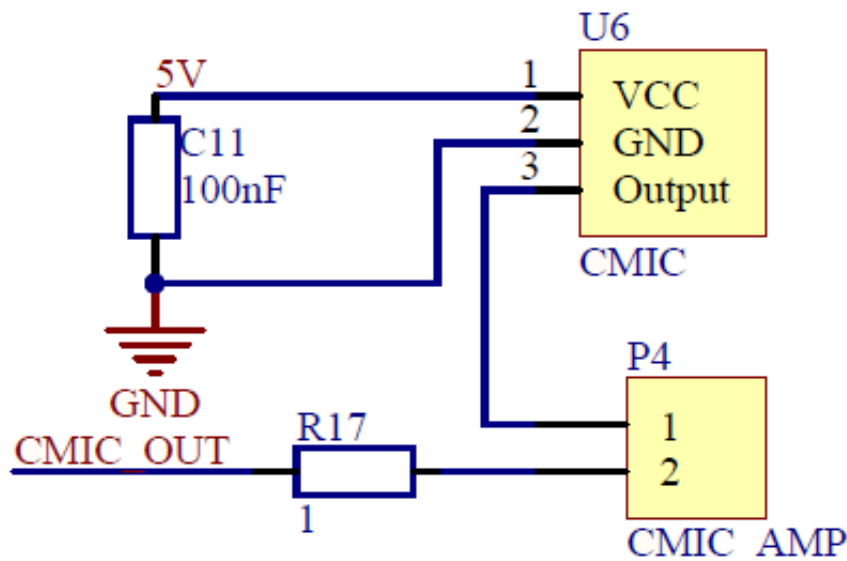 U6
5V
1
VCC
C11
2
GND
100nF
3
Output
CMIC
GND
P4
CMIC_OUT
R17
1
2
1
CMIC_AMP